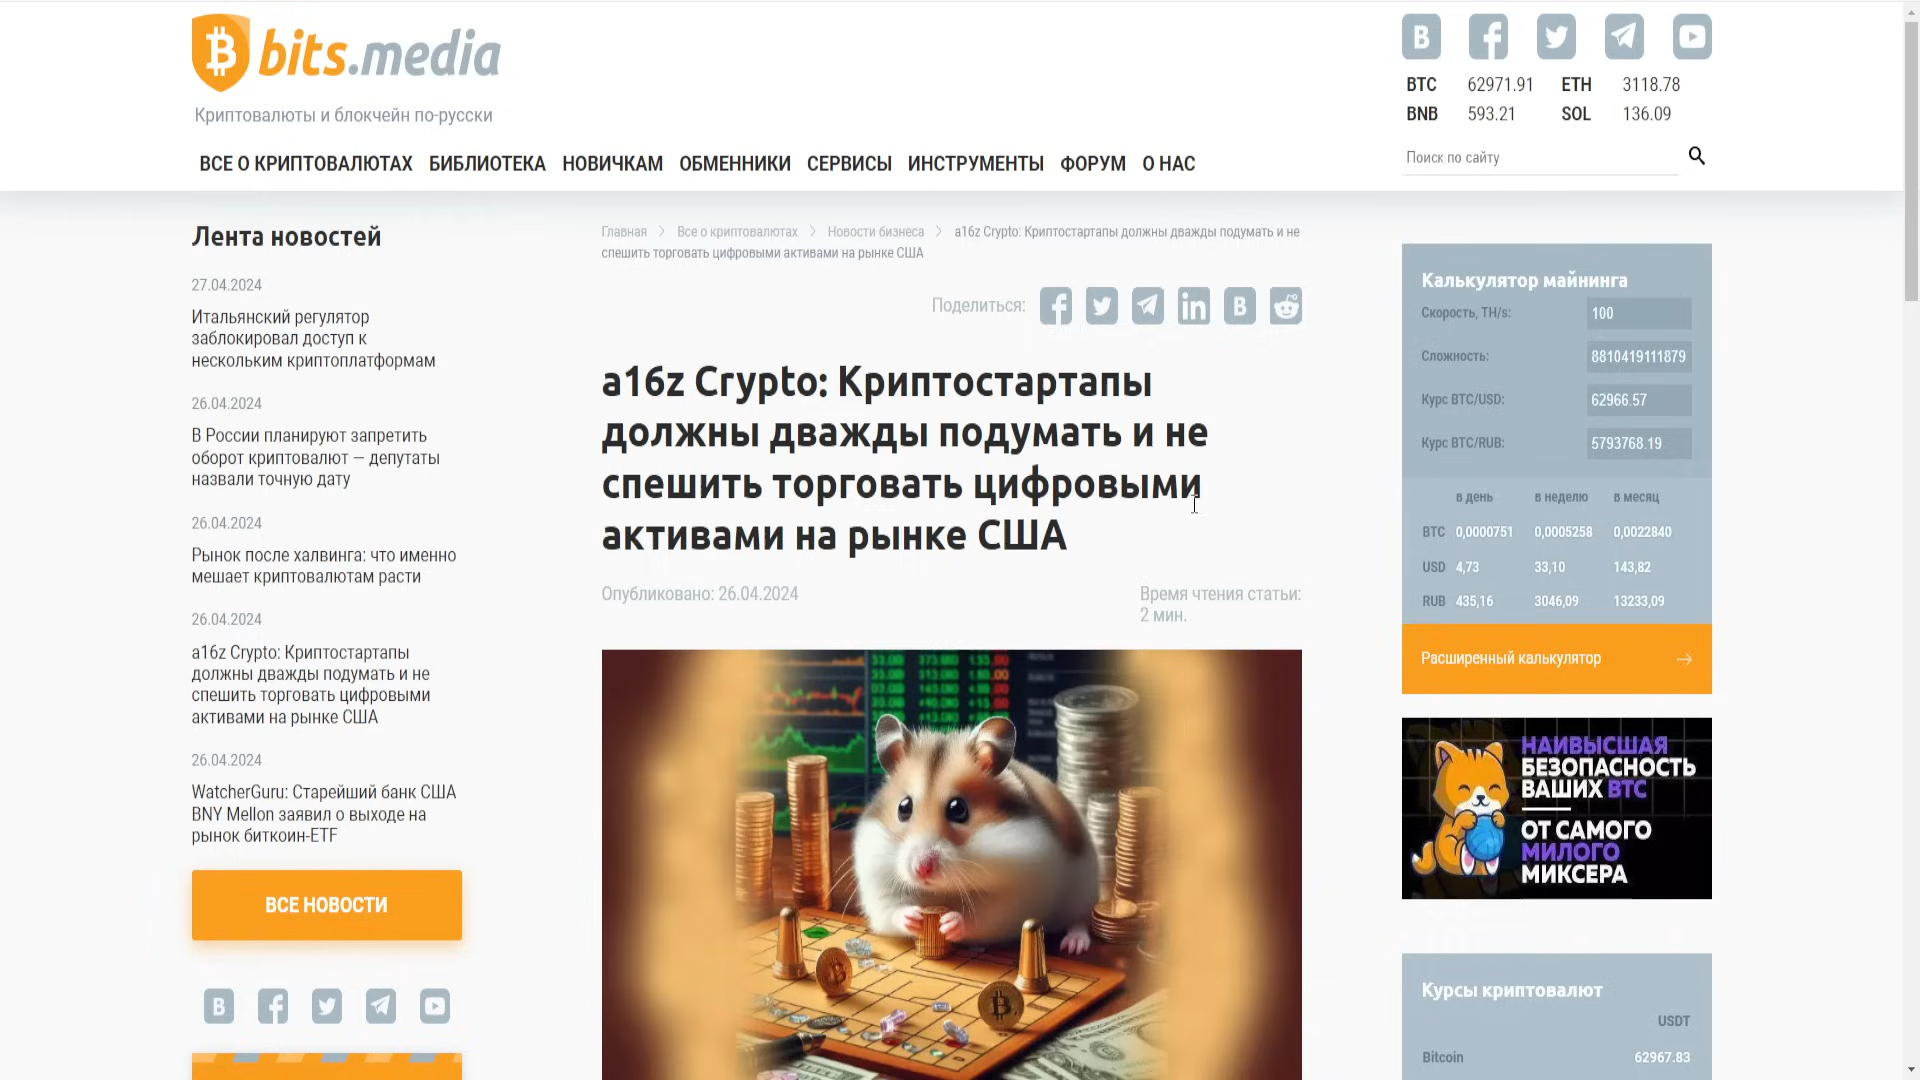 bits.media
Криптовалюты и блокчейн по-русски
BTC 62971.91 ETH 3118.78
BNB 593.21 SOL 136.09
Поиск по сайту
ВСЕ О КРИПТОВАЛЮТАХ БИБЛИОТЕКА НОВИЧКАМ ОБМЕННИКИ СЕРВИСЫ ИНСТРУМЕНТЫ ФОРУМ О НАС
Лента новостей
27.04.2024
Итальянский регулятор
заблокировал доступ к
нескольким криптоплатформам
26.04.2024
В России планируют запретить
оборот криптовалют — депутаты
назвали точную дату
26.04.2024
Рынок после халвинга: что именно
мешает криптовалютам расти
26.04.2024
a16z Crypto: Криптостартапы
должны дважды подумать и не
спешить торговать цифровыми
активами на рынке США
26.04.2024
WatcherGuru: Старейший банк США
BNY Mellon заявил о выходе на
рынок биткоин-ETF
ВСЕ НОВОСТИ
Главная > Все о криптовалютах > Новости бизнеса > a16z Crypto: Криптостартапы должны дважды подумать и не
спешить торговать цифровыми активами на рынке США
Поделиться:
a16z Crypto: Криптостартапы
должны дважды подумать и не
спешить торговать цифровыми
активами на рынке США
Опубликовано: 26.04.2024
Время чтения статьи:
2 мин.
Калькулятор майнинга
Скорость, TH/s: 100
Сложность: 8810419111879
Курс BTC/USD: 62966.57
Курс BTC/RUB: 5793768.19
в день в неделю в месяц
BTC 0,0000751 0,0005258 0,0022840
USD 4,73 33,10 143,82
RUB 435,16 3046,09 13233,09
Расширенный калькулятор
НАИВЫСШАЯ
БЕЗОПАСНОСТЬ
ВАШИХ BTC
ОТ САМОГО
МИЛОГО
МИКСЕРА
Курсы криптовалют
USDT
Bitcoin 62967.83